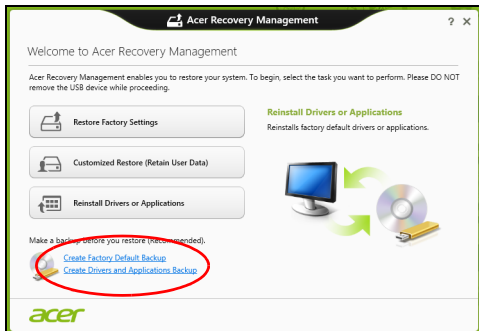 Acer Recovery Management
? X
Welcome to Acer Recovery Management
Acer Recovery Management enables you to restore your system. To begin, select the task you want to perform. Please DO NOT
remove the USB device while proceeding.
Restore Factory Settings
Customized Restore (Retain User Data)
Reinstall Drivers or Applications
Reinstall Drivers or Applications
Reinstalls factory default drivers or applications.
Make a backup before you restore (Recommended).
Create Factory Default Backup
Create Drivers and Applications Backup
acer